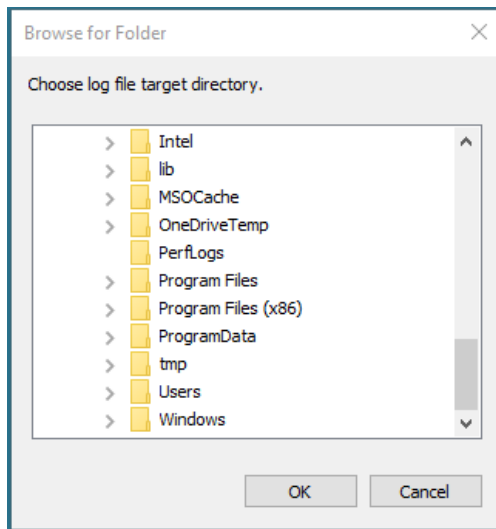 Browse for Folder
Choose log file target directory.
Intel
lib
MSOCache
OneDriveTemp
PerfLogs
Program Files
Program Files (x86)
ProgramData
tmp
Users
Windows
OK
Cancel